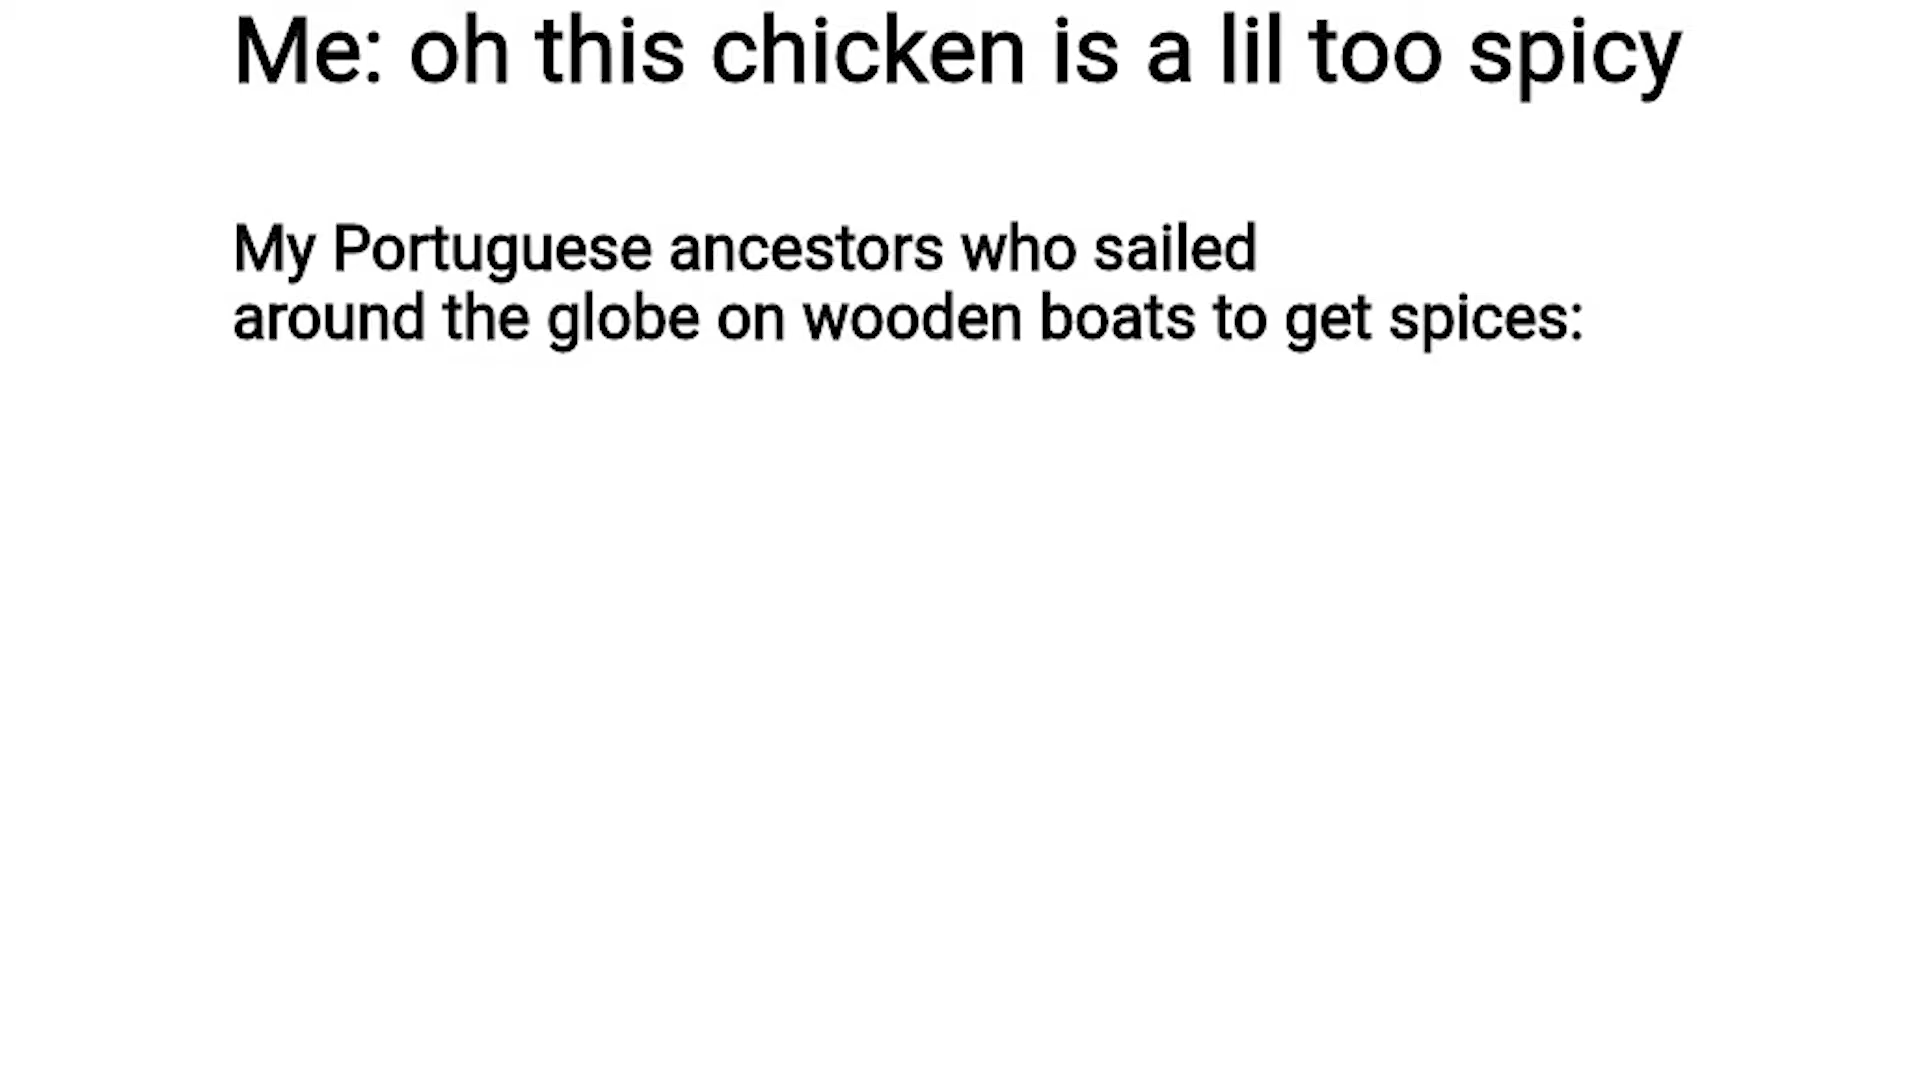 Me: oh this chicken is a lil too spicy
My Portuguese ancestors who sailed
around the globe on wooden boats to get spices: